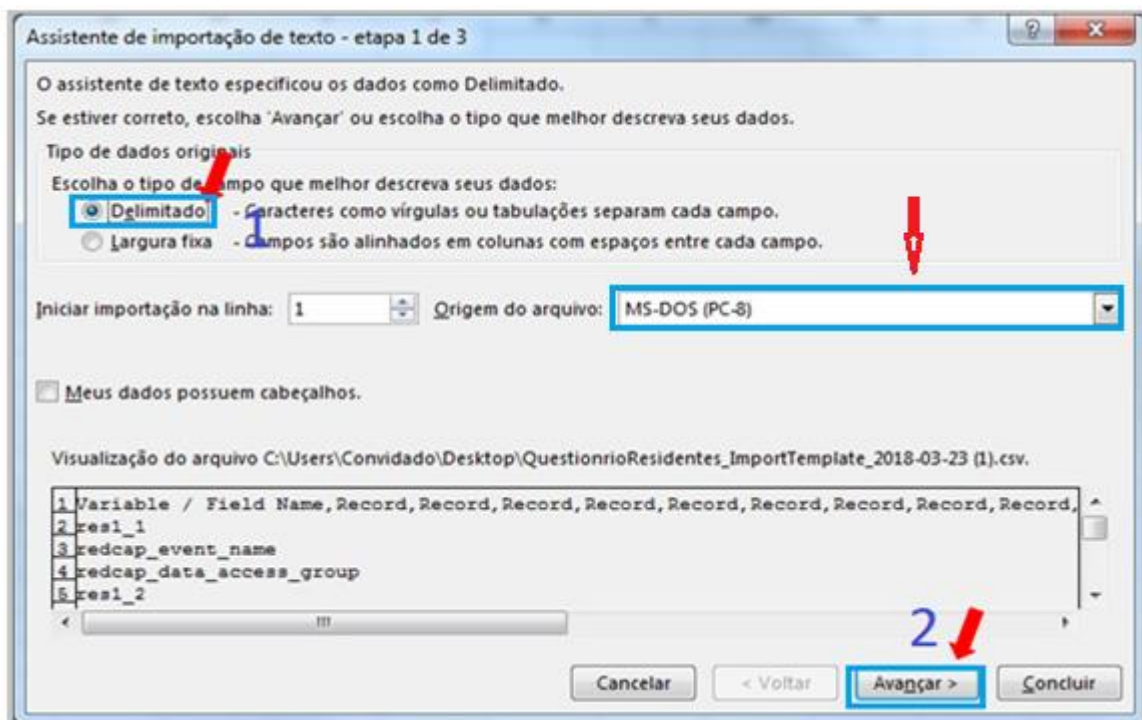 Assistente de importação de texto - etapa 1 de 3
O assistente de texto especificou os dados como Delimitado.
Se estiver correto, escolha 'Avançar' ou escolha o tipo que melhor descreva seus dados.
Tipo de dados originais
Escolha o tipo de campo que melhor descreva seus dados:
Delimitado - Caracteres como vírgulas ou tabulações separam cada campo.
1
Largura fixa - Campos são alinhados em colunas com espaços entre cada campo.
Iniciar importação na linha: 1 Origem do arquivo: MS-DOS (PC-8)
Meus dados possuem cabeçalhos.
Visualização do arquivo C:\Users\Convidado\Desktop\QuestionrioResidentes_ImportTemplate_2018-03-23 (1).csv.
1 Variable / Field Name,Record,Record,Record,Record,Record,Record,Record,Record,Record,
2 res1_1
3 redcap_event_name
4 redcap_data_access_group
5 res1_2
2
Cancelar < Voltar Avançar > Concluir